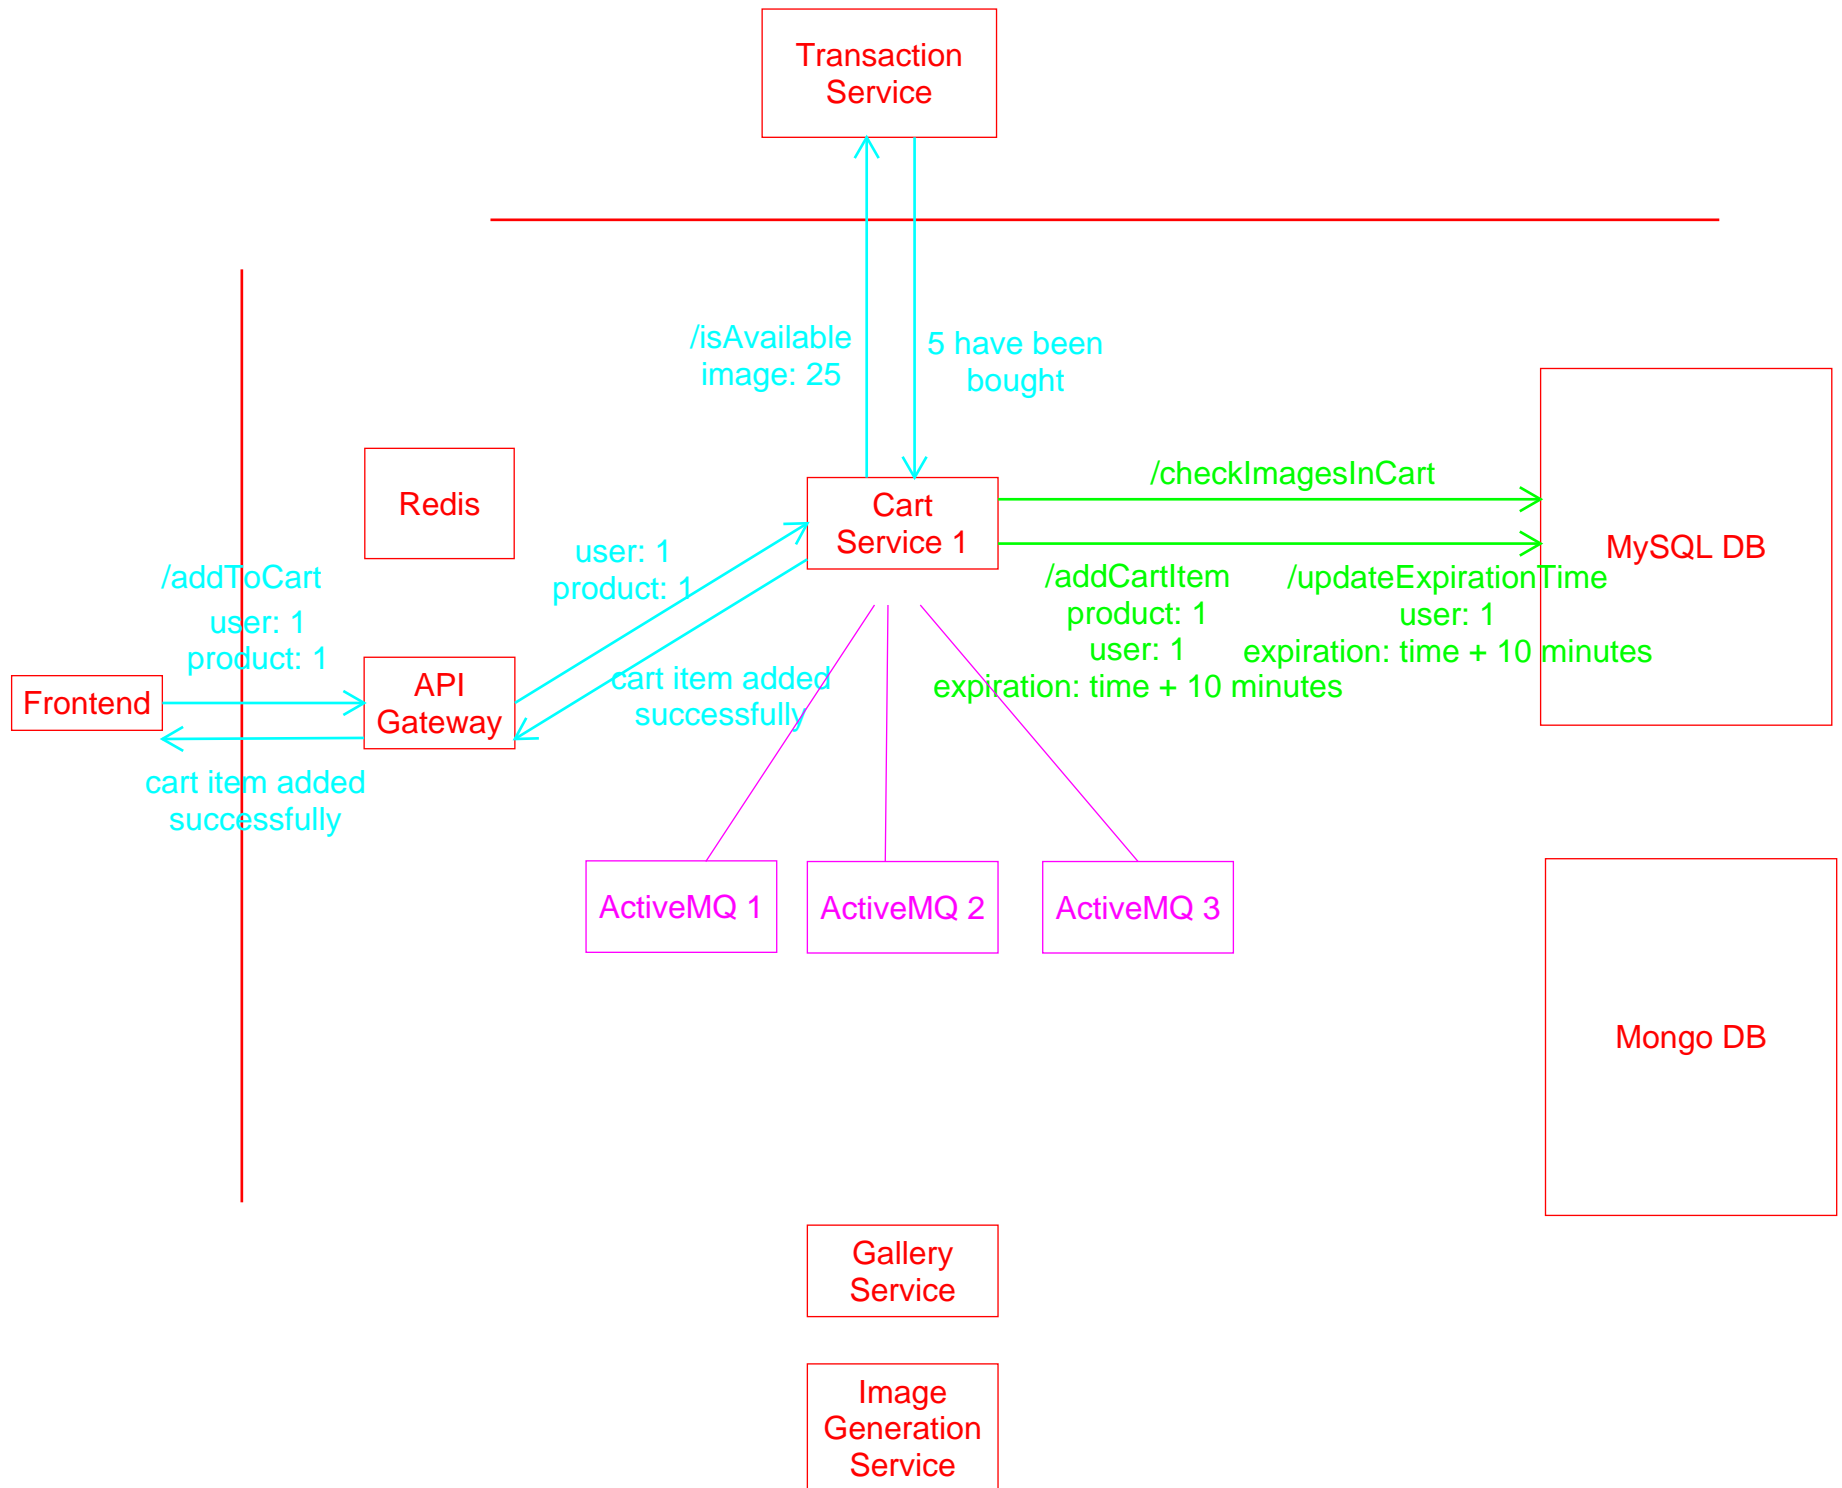 Transaction
Service
/isAvailable
image: 25
5 have been
bought
Redis
Cart
Service 1
/checkImagesInCart
MySQL DB
/addToCart
user: 1
product: 1
user: 1
product: 1
/addCartItem
product: 1
user: 1
expiration: time + 10 minutes
/updateExpirationTime
user: 1
expiration: time + 10 minutes
Frontend
API
Gateway
cart item added
successfully
cart item added
successfully
ActiveMQ 1
ActiveMQ 2
ActiveMQ 3
Mongo DB
Gallery
Service
Image
Generation
Service